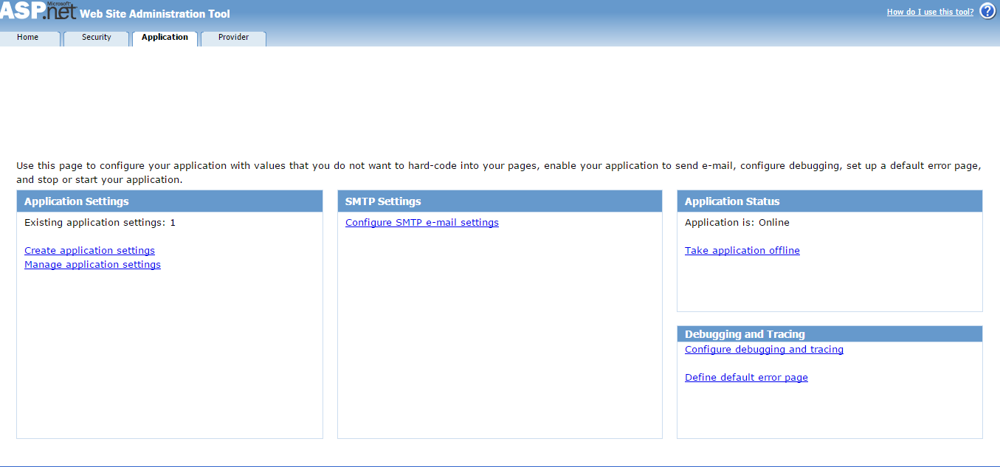 Microsoft
ASP.net Web Site Administration Tool
How do I use this tool? ?
Home
Security
Application
Provider
Use this page to configure your application with values that you do not want to hard-code into your pages, enable your application to send e-mail, configure debugging, set up a default error page,
and stop or start your application.
Application Settings
Existing application settings: 1
Create application settings
Manage application settings
SMTP Settings
Configure SMTP e-mail settings
Application Status
Application is: Online
Take application offline
Debugging and Tracing
Configure debugging and tracing
Define default error page